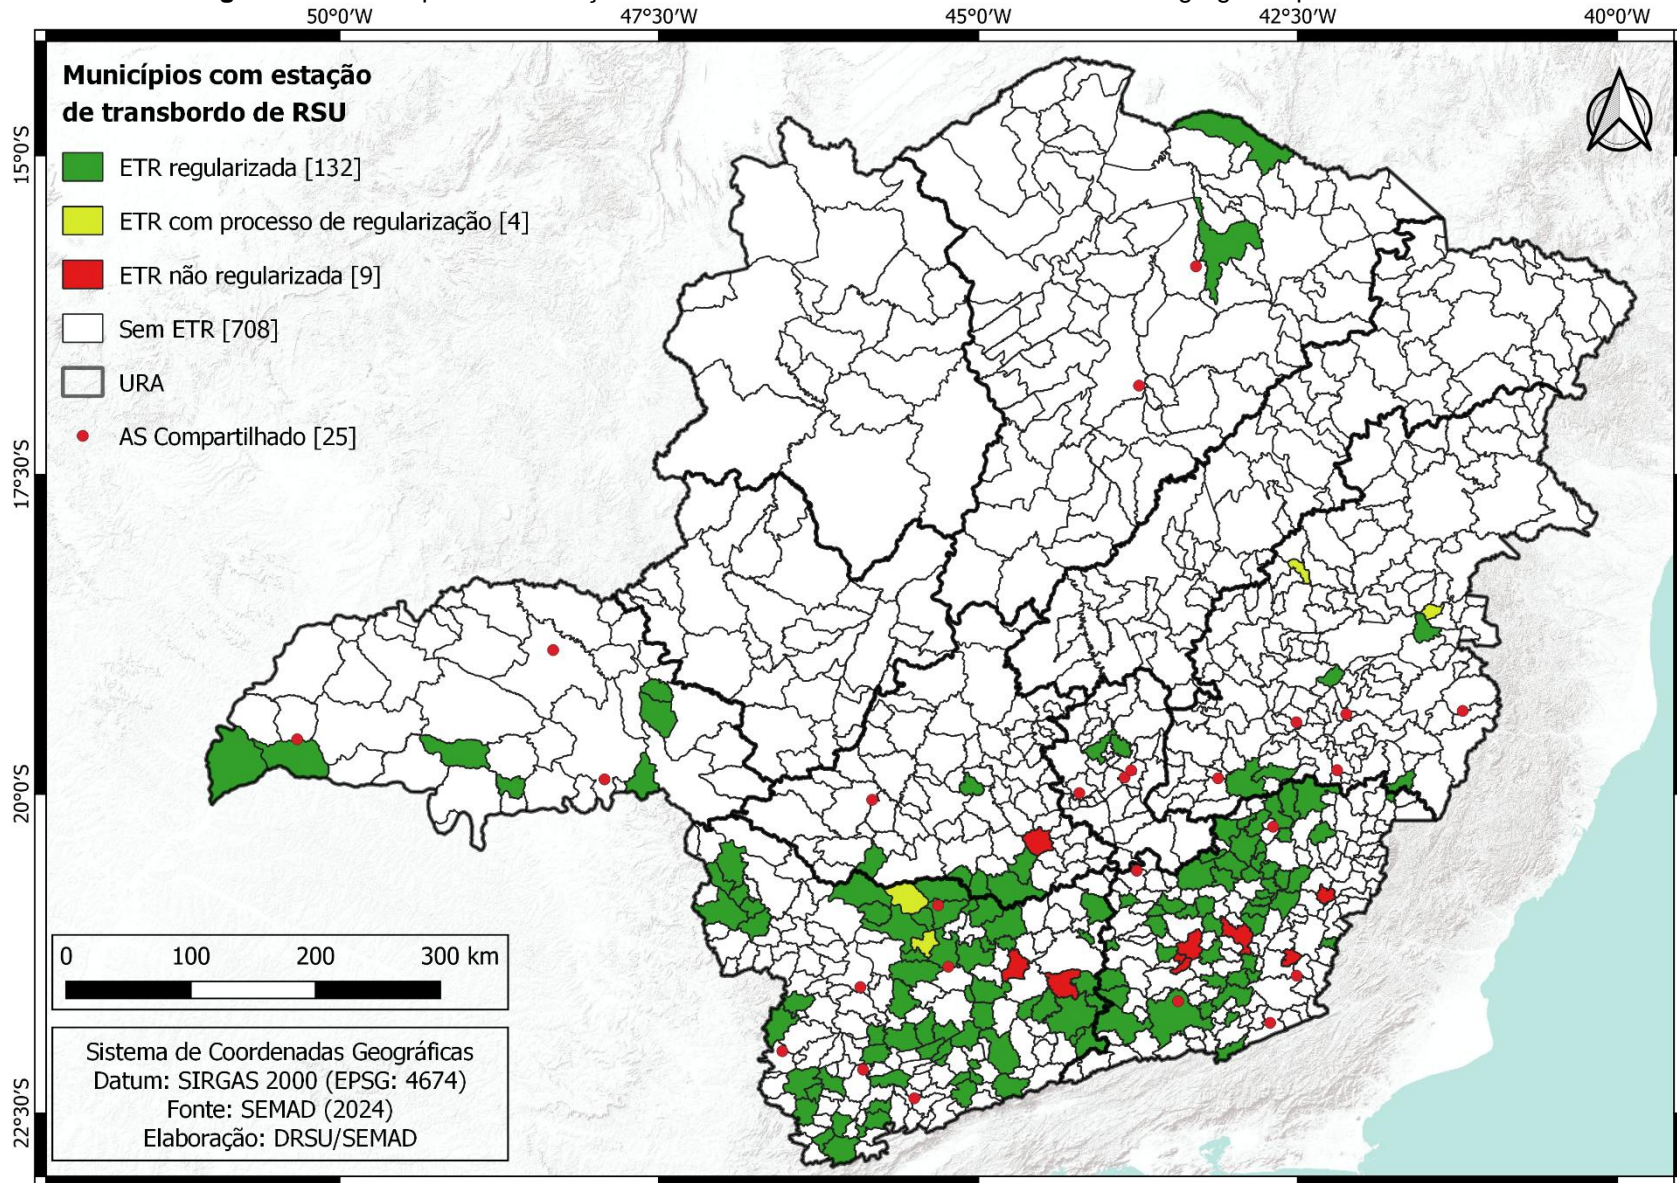 50°0'W 47°30'W 45°0'W 42°30'W 40°0'W
Municípios com estação
de transbordo de RSU
ETR regularizada [132]
ETR com processo de regularização [4]
ETR não regularizada [9]
Sem ETR [708]
URA
AS Compartilhado [25]
15°0'S
17°30'S
20°0'S
22°30'S
0 100 200 300 km
Sistema de Coordenadas Geográficas
Datum: SIRGAS 2000 (EPSG: 4674)
Fonte: SEMAD (2024)
Elaboração: DRSU/SEMAD